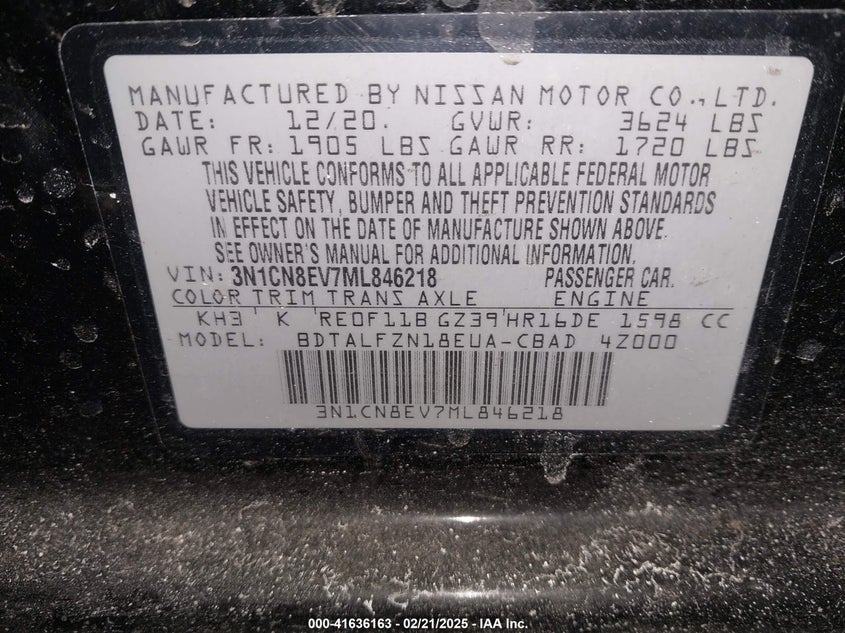 MANUFACTURED BY NISSAN MOTOR CO., LTD.
DATE: 12/20. GVWR: 3624 LBS
GAWR FR: 1905 LBS GAWR RR: 1720 LBS
THIS VEHICLE CONFORMS TO ALL APPLICABLE FEDERAL MOTOR
VEHICLE SAFETY, BUMPER AND THEFT PREVENTION STANDARDS
IN EFFECT ON THE DATE OF MANUFACTURE SHOWN ABOVE.
SEE OWNER'S MANUAL FOR ADDITIONAL INFORMATION.
VIN: 3N1CN8EV7ML846218 PASSENGER CAR.
COLOR TRIM TRANS AXLE ENGINE
KH3 K RE0F11B GZ39 HR16DE 1598 CC
MODEL: BDTALFZN18EUA-CBAD 4Z000
3N1CN8EV7ML846218
000-41636163 - 02/21/2025 - IAA Inc.